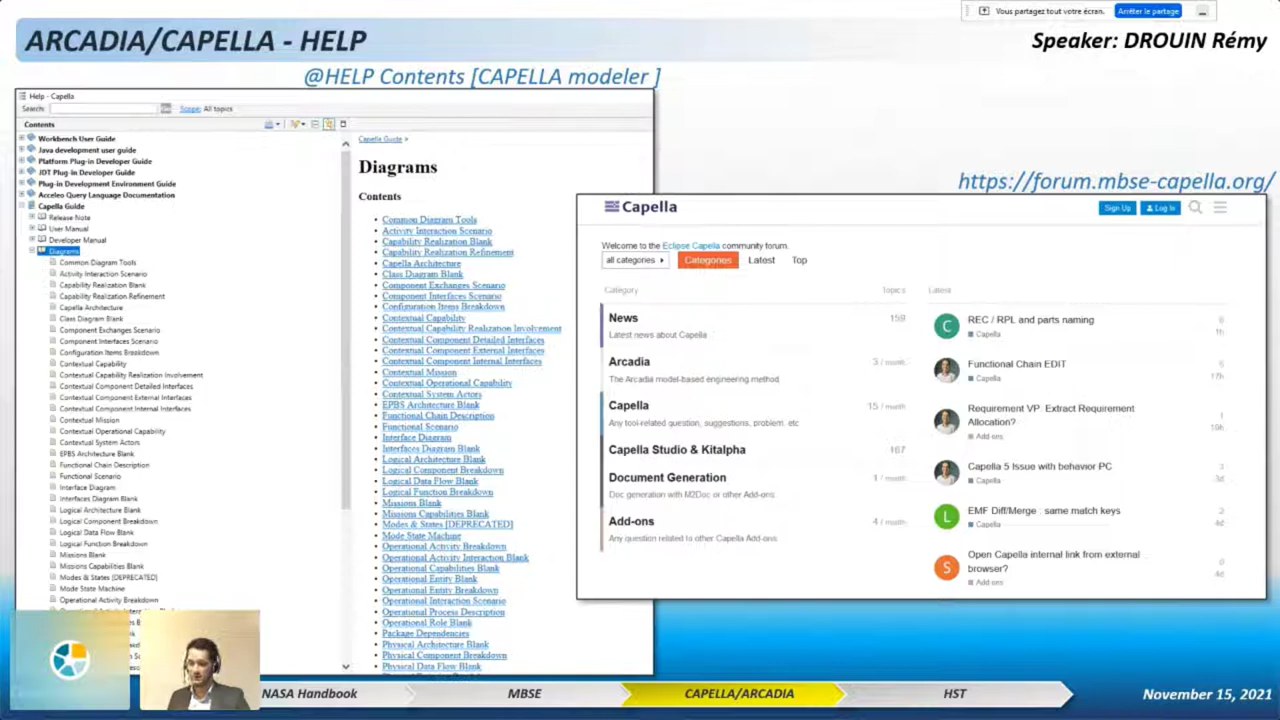 Vous partagez tout votre écran. Arrêter le partage
ARCADIA/CAPELLA - HELP
Speaker: DROUIN Rémy
@HELP Contents [CAPELLA modeler ]
Help - Capella
Search: Scope: All topics
Contents
Workbench User Guide
Java development user guide
Platform Plug-in Developer Guide
JDT Plug-in Developer Guide
Plug-in Development Environment Guide
Acceleo Query Language Documentation
Capella Guide
Release Note
User Manual
Developer Manual
Diagrams
Common Diagram Tools
Activity Interaction Scenario
Capability Realization Blank
Capability Realization Refinement
Capella Architecture
Class Diagram Blank
Component Exchanges Scenario
Component Interfaces Scenario
Configuration Items Breakdown
Contextual Capability
Contextual Capability Realization Involvement
Contextual Component Detailed Interfaces
Contextual Component External Interfaces
Contextual Component Internal Interfaces
Contextual Mission
Contextual Operational Capability
Contextual System Actors
EPBS Architecture Blank
Functional Chain Description
Functional Scenario
Interface Diagram
Interfaces Diagram Blank
Logical Architecture Blank
Logical Component Breakdown
Logical Data Flow Blank
Logical Function Breakdown
Missions Blank
Missions Capabilities Blank
Modes & States [DEPRECATED]
Mode State Machine
Operational Activity Breakdown
Capella Guide >
Diagrams
Contents
• Common Diagram Tools
• Activity Interaction Scenario
• Capability Realization Blank
• Capability Realization Refinement
• Capella Architecture
• Class Diagram Blank
• Component Exchanges Scenario
• Component Interfaces Scenario
• Configuration Items Breakdown
• Contextual Capability
• Contextual Capability Realization Involvement
• Contextual Component Detailed Interfaces
• Contextual Component External Interfaces
• Contextual Component Internal Interfaces
• Contextual Mission
• Contextual Operational Capability
• Contextual System Actors
• EPBS Architecture Blank
• Functional Chain Description
• Functional Scenario
• Interface Diagram
• Interfaces Diagram Blank
• Logical Architecture Blank
• Logical Component Breakdown
• Logical Data Flow Blank
• Logical Function Breakdown
• Missions Blank
• Missions Capabilities Blank
• Modes & States [DEPRECATED]
• Mode State Machine
• Operational Activity Breakdown
• Operational Activity Interaction Blank
• Operational Capabilities Blank
• Operational Entity Blank
• Operational Entity Breakdown
• Operational Interaction Scenario
• Operational Process Description
• Operational Role Blank
• Package Dependencies
• Physical Architecture Blank
• Physical Component Breakdown
• Physical Data Flow Blank
https://forum.mbse-capella.org/
Capella
Sign Up Log In
Welcome to the Eclipse Capella community forum.
all categories Categories Latest Top
Category Topics Latest
News 159
Latest news about Capella
Arcadia 3 / month
The Arcadia model-based engineering method
Capella 15 / month
Any tool-related question, suggestions, problem, etc
Capella Studio & Kitalpha 167
Document Generation 1 / month
Doc generation with M2Doc or other Add-ons
Add-ons 4 / month
Any question related to other Capella Add-ons
C REC / RPL and parts naming 6
Capella 1h
Functional Chain EDIT
Capella 17h
Requirement VP Extract Requirement 1
Allocation? 19h
Add-ons
Capella 5 Issue with behavior PC 3
Capella 3d
L EMF Diff/Merge : same match keys 2
Capella 4d
Open Capella internal link from external 0
S browser? 4d
Add-ons
NASA Handbook MBSE CAPELLA/ARCADIA HST November 15, 2021